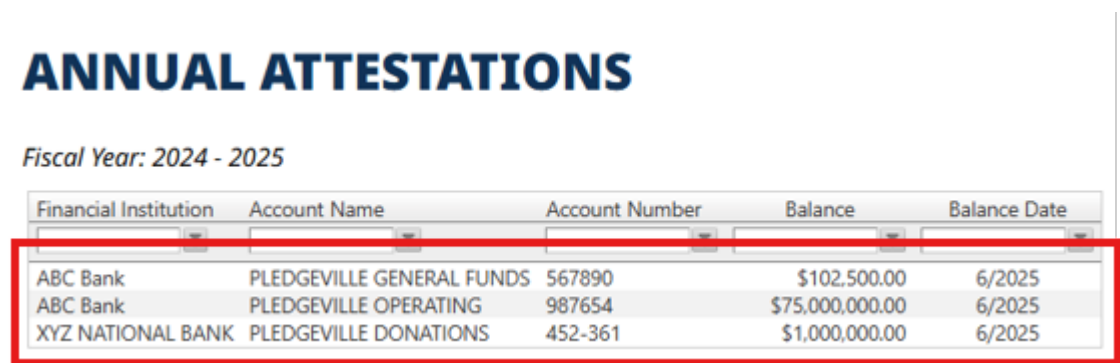 ANNUAL ATTESTATIONS
Fiscal Year: 2024 - 2025
Financial Institution Account Name Account Number Balance Balance Date
ABC Bank PLEDGEVILLE GENERAL FUNDS 567890 $102,500.00 6/2025
ABC Bank PLEDGEVILLE OPERATING 987654 $75,000,000.00 6/2025
XYZ NATIONAL BANK PLEDGEVILLE DONATIONS 452-361 $1,000,000.00 6/2025